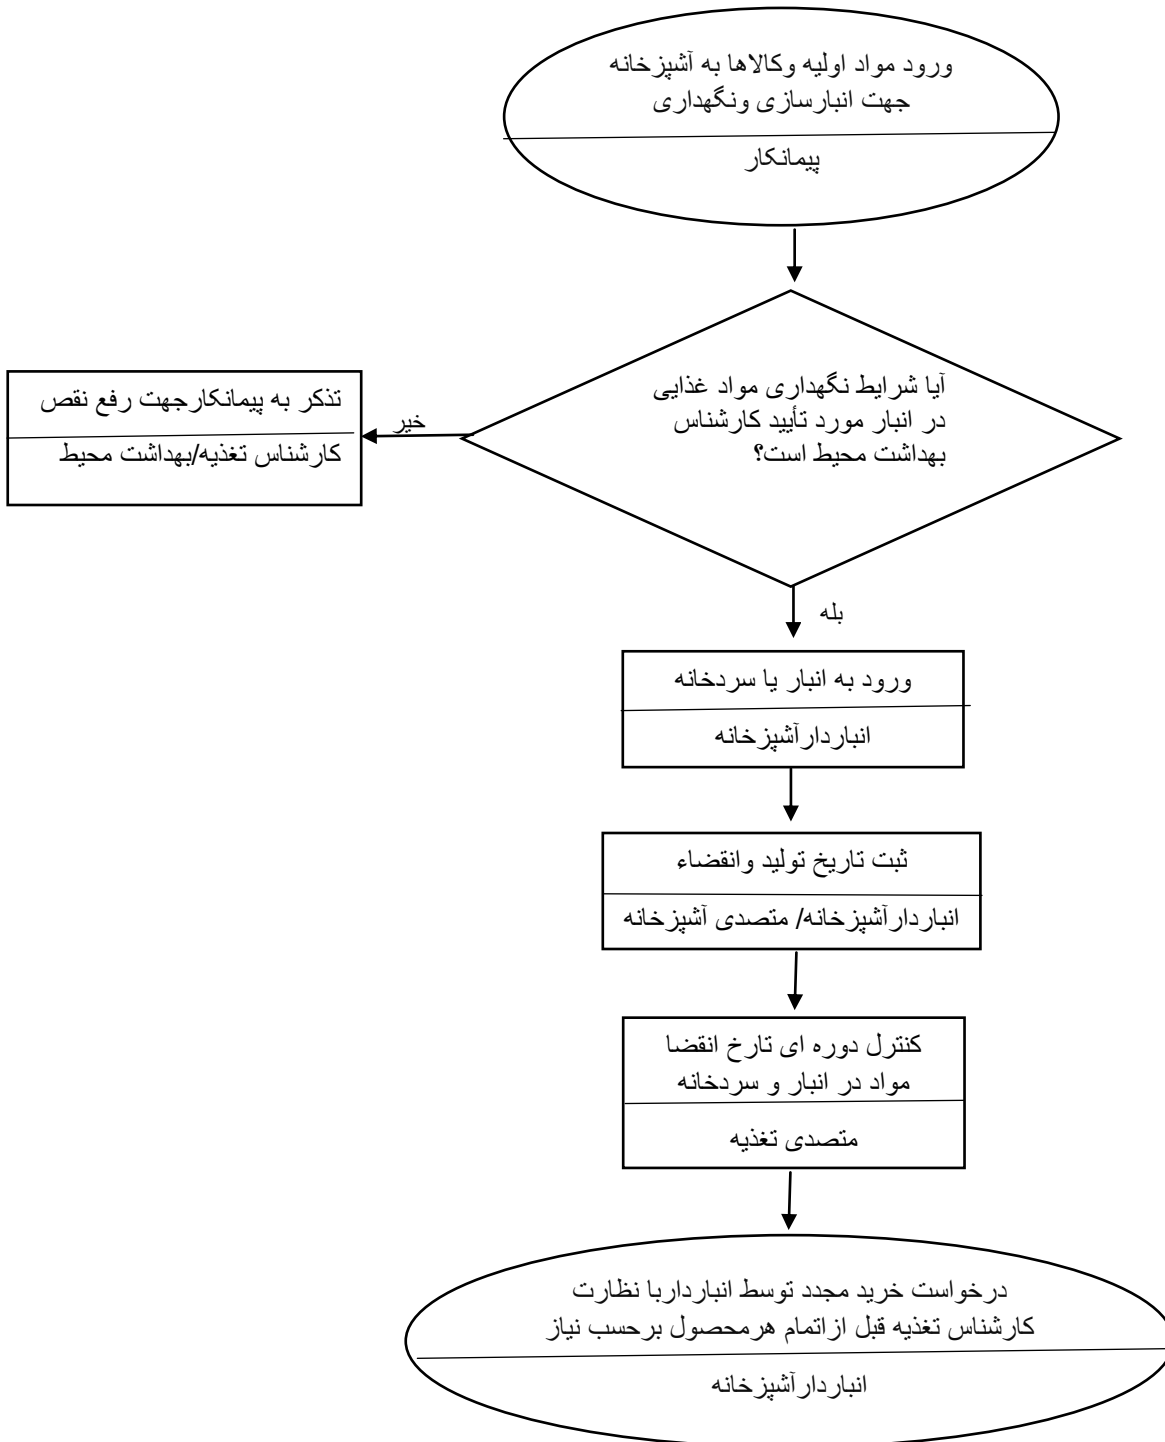 ورود مواد اولیه وکالاها به آشپزخانه
جهت انبارسازی ونگهداری
پیمانکار
آیا شرایط نگهداری مواد غذایی
در انبار مورد تأیید کارشناس
بهداشت محیط است؟
خیر
تذکر به پیمانکارجهت رفع نقص
کارشناس تغذیه/بهداشت محیط
بله
ورود به انبار یا سردخانه
انباردارآشپزخانه
ثبت تاریخ تولید وانقضاء
انباردارآشپزخانه/ متصدی آشپزخانه
کنترل دوره ای تارخ انقضا
مواد در انبار و سردخانه
متصدی تغذیه
درخواست خرید مجدد توسط انبارداربا نظارت
کارشناس تغذیه قبل ازاتمام هرمحصول برحسب نیاز
انباردارآشپزخانه